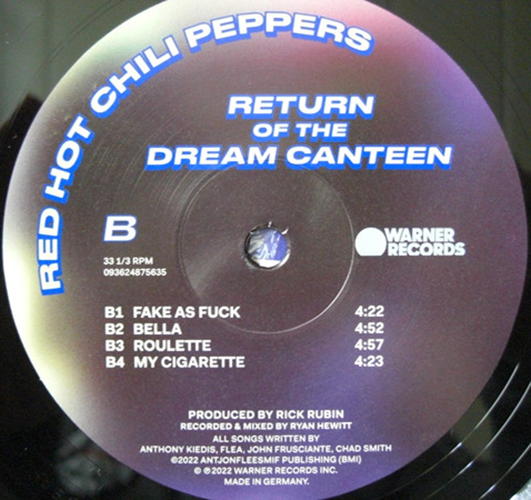 RED HOT CHILI PEPPERS
RETURN
OF THE
DREAM CANTEEN
B
WARNER
RECORDS
33 1/3 RPM
093624875635
B1 FAKE AS FUCK 4:22
B2 BELLA 4:52
B3 ROULETTE 4:57
B4 MY CIGARETTE 4:23
PRODUCED BY RICK RUBIN
RECORDED & MIXED BY RYAN HEWITT
ALL SONGS WRITTEN BY
ANTHONY KIEDIS, FLEA, JOHN FRUSCIANTE, CHAD SMITH
©2022 ANTJONFLEESMIF PUBLISHING (BMI)
© ℗2022 WARNER RECORDS INC.
MADE IN GERMANY.